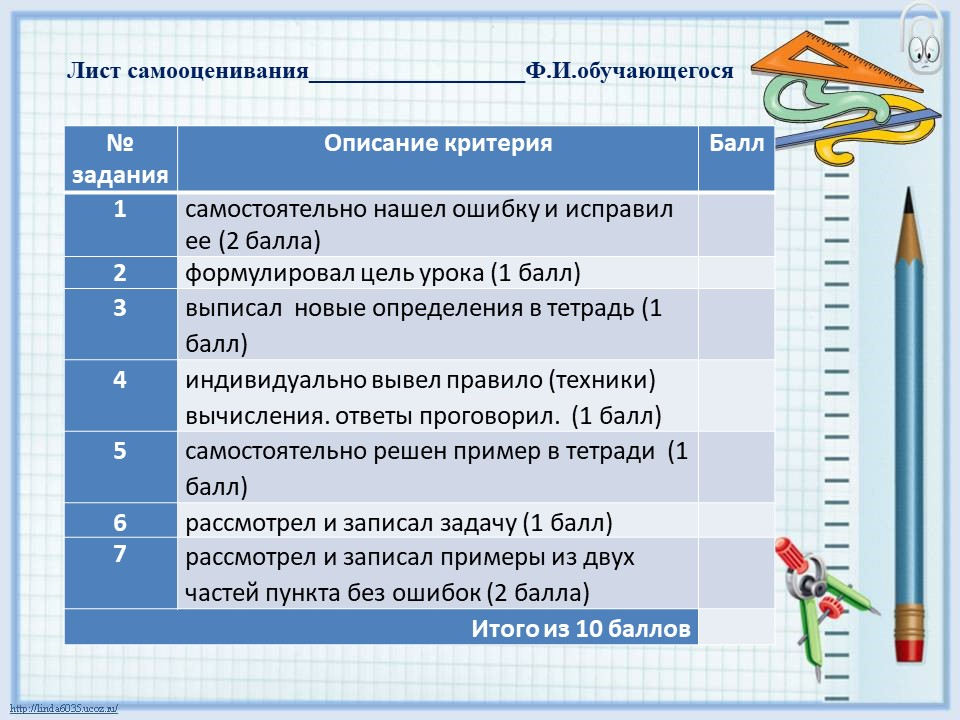 Лист самооценивания__________________Ф.И.обучающегося
№ задания Описание критерия Балл
1 самостоятельно нашел ошибку и исправил
ее (2 балла)
2 формулировал цель урока (1 балл)
3 выписал новые определения в тетрадь (1
балл)
4 индивидуально вывел правило (техники)
вычисления. ответы проговорил. (1 балл)
5 самостоятельно решен пример в тетради (1
балл)
6 рассмотрел и записал задачу (1 балл)
7 рассмотрел и записал примеры из двух
частей пункта без ошибок (2 балла)
Итого из 10 баллов
http://linda6035.ucoz.ru/